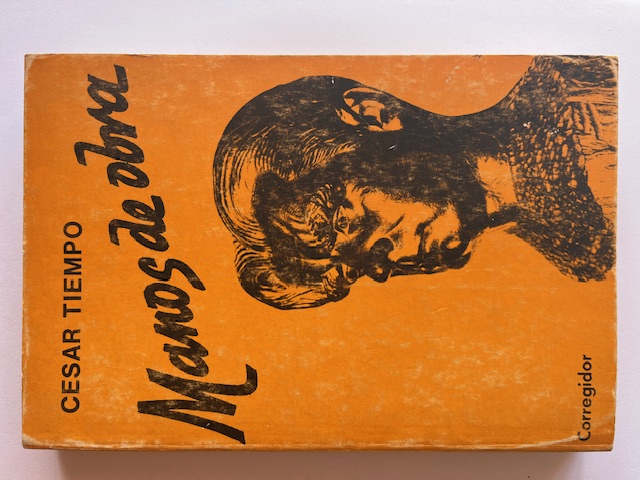 CESAR TIEMPO
Manos de obra
Corregidor